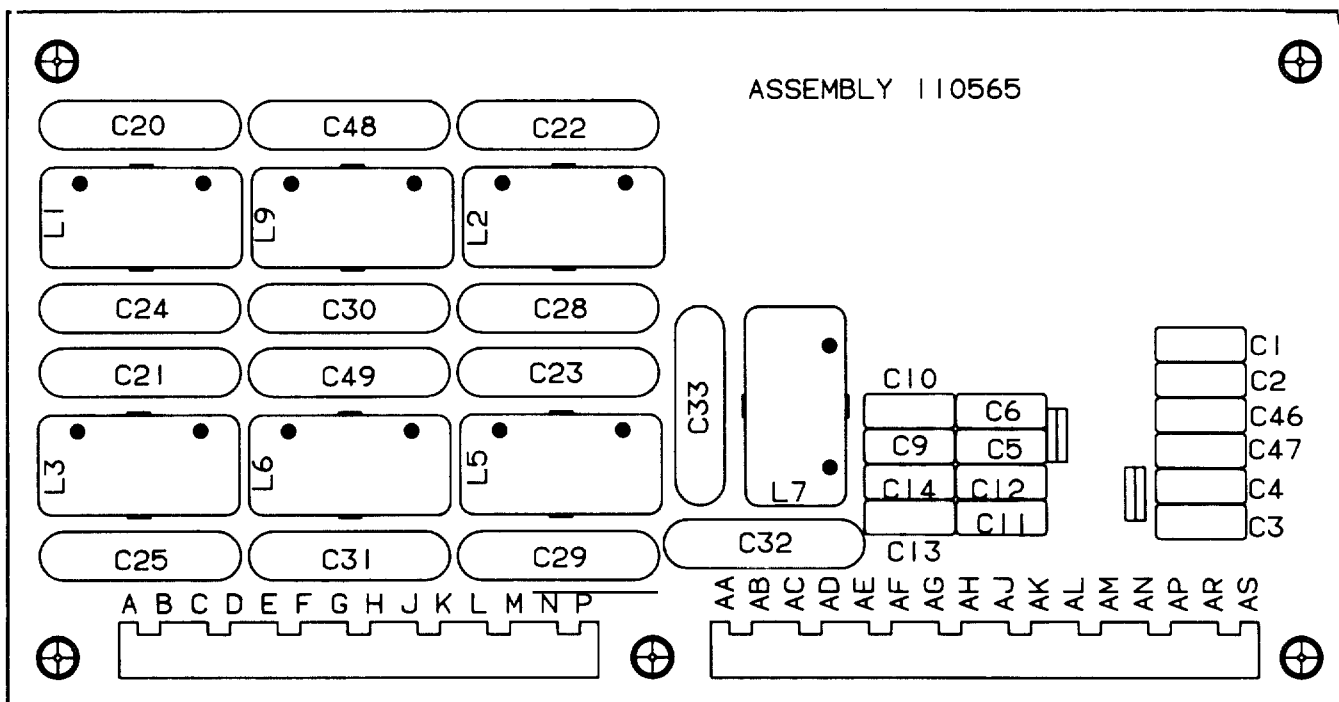 ASSEMBLY 110565
C20 C48 C22
L1 L9 L2
C24 C30 C28
C21 C49 C23
L3 L6 L5
C25 C31 C29
C33
L7
C32
C10
C6
C9 C5
C14 C12
C11
C13
C1
C2
C46
C47
C4
C3
A B C D E F G H J K L M N P
AA AB AC AD AE AF AG AH AJ AK AL AM AN AP AR AS